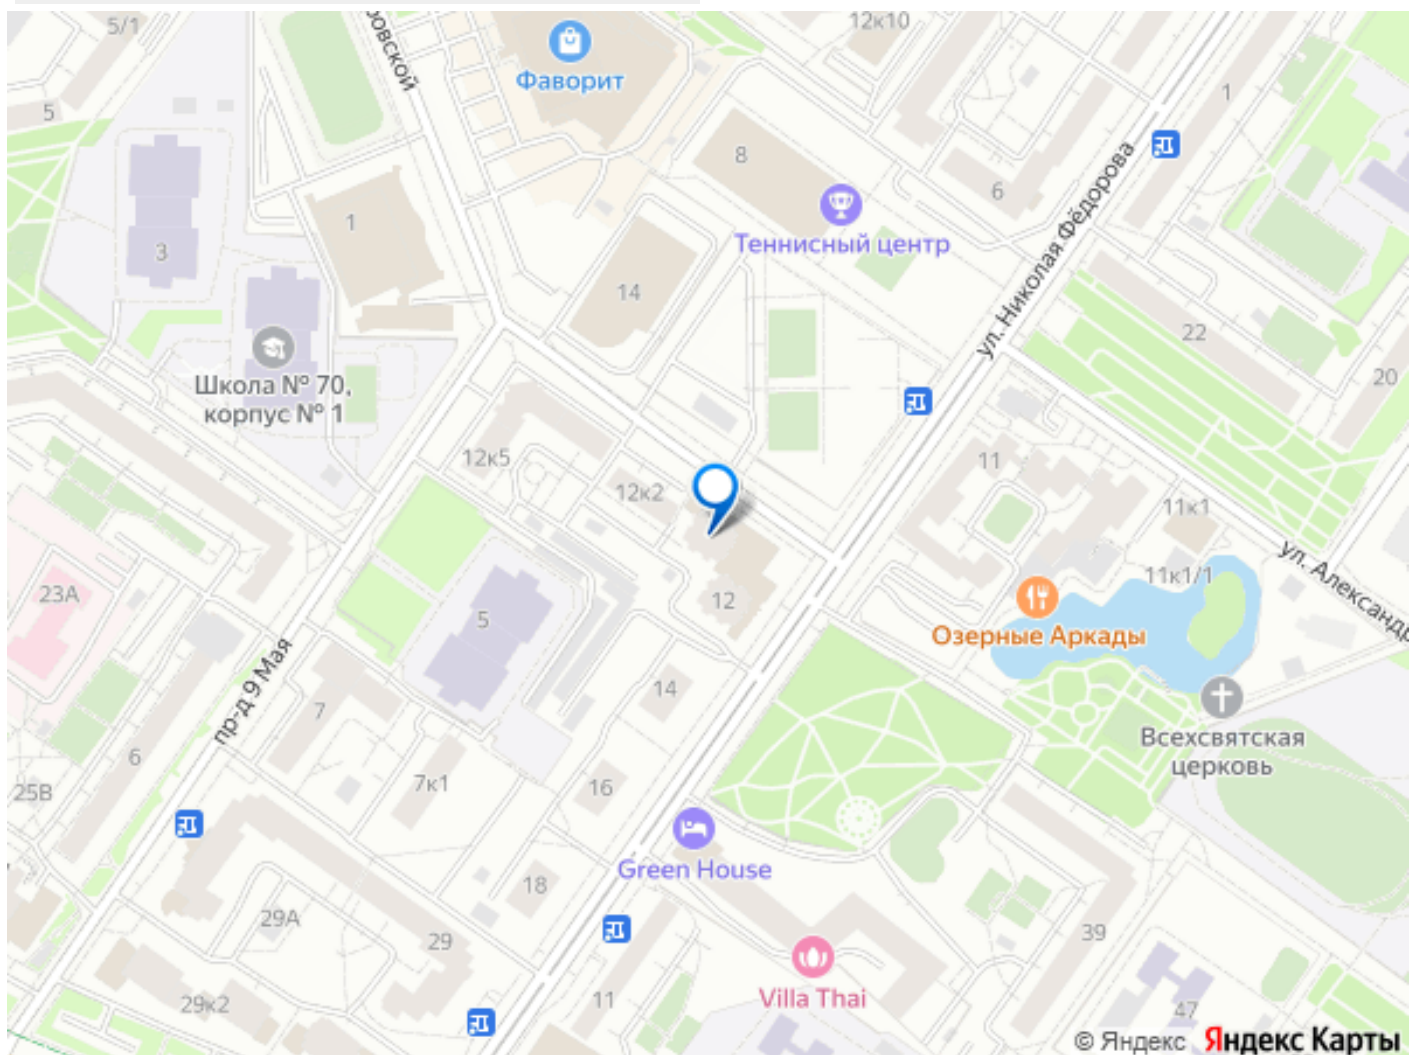 5/1
ровской
12к10
Фаворит
5
1
8
6
ул. Николая Фёдорова
3
1
Теннисный центр
14
22
20
Школа № 70,
корпус № 1
12к5
12к2
11
11к1
ул. Александр
11к1/1
23А
5
12
Озерные Аркады
пр-д 9 Мая
7
14
Всехсвятская
церковь
6
25В
7к1
16
Green House
18
29А
29
39
11
Villa Thai
29к2
47
© Яндекс Яндекс Карты